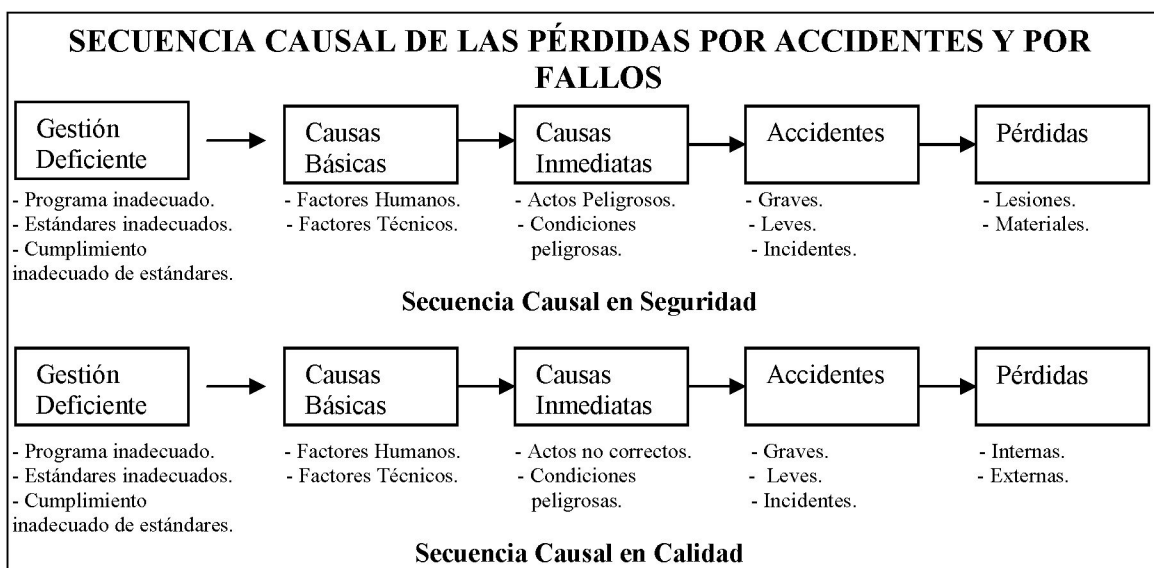 SECUENCIA CAUSAL DE LAS PÉRDIDAS POR ACCIDENTES Y POR
FALLOS
Gestión
Deficiente
Causas
Básicas
Causas
Inmediatas
Accidentes
Pérdidas
- Programa inadecuado.
- Estándares inadecuados.
- Cumplimiento
inadecuado de estándares.
- Factores Humanos.
- Factores Técnicos.
- Actos Peligrosos.
- Condiciones
peligrosas.
- Graves.
- Leves.
- Incidentes.
- Lesiones.
- Materiales.
Secuencia Causal en Seguridad
Gestión
Deficiente
Causas
Básicas
Causas
Inmediatas
Accidentes
Pérdidas
- Programa inadecuado.
- Estándares inadecuados.
- Cumplimiento
inadecuado de estándares.
- Factores Humanos.
- Factores Técnicos.
- Actos no correctos.
- Condiciones
peligrosas.
- Graves.
- Leves.
- Incidentes.
- Internas.
- Externas.
Secuencia Causal en Calidad